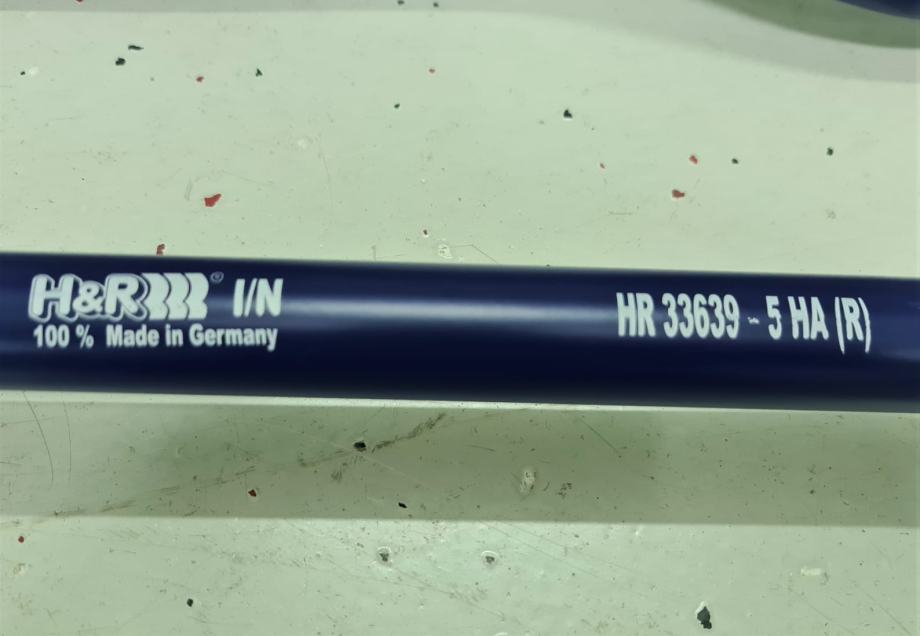 H&R® I/N
100 % Made in Germany
HR 33639 - 5 HA (R)